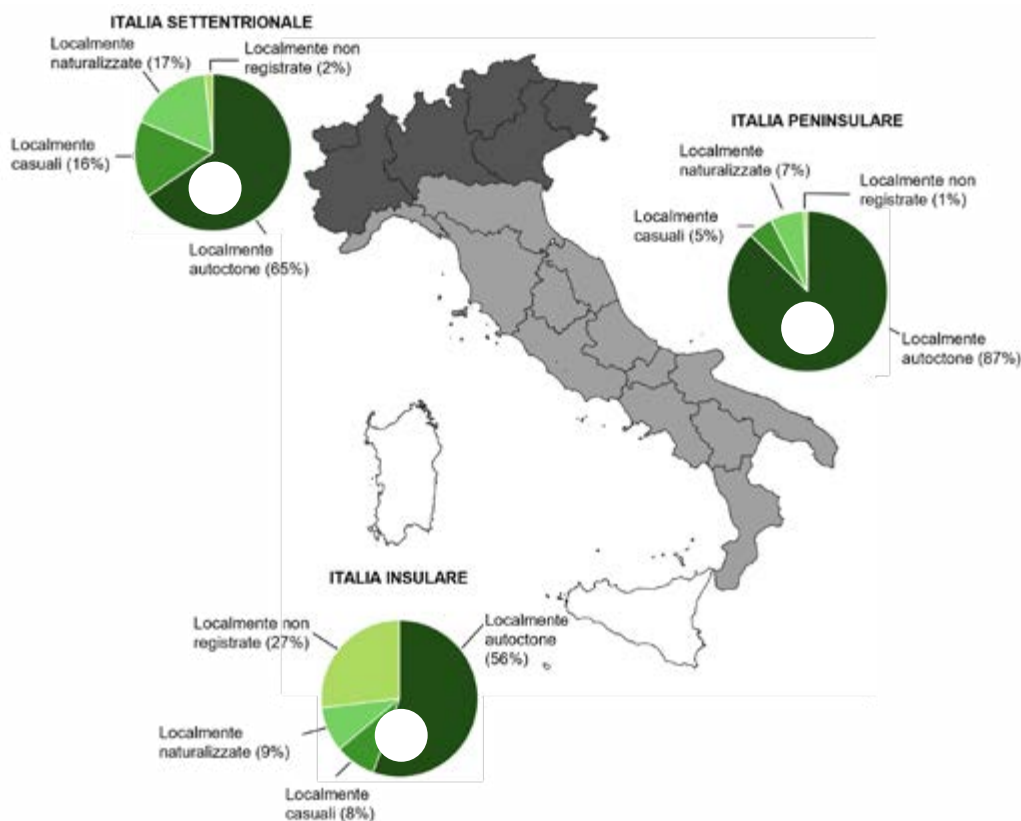 ITALIA SETTENTRIONALE
Localmente
naturalizzate (17%)
Localmente non
registrate (2%)
Localmente
casuali (16%)
Localmente
autoctone (65%)
ITALIA PENINSULARE
Localmente
naturalizzate (7%)
Localmente non
registrate (1%)
Localmente
casuali (5%)
Localmente
autoctone (87%)
ITALIA INSULARE
Localmente non
registrate (27%)
Localmente
autoctone
(56%)
Localmente
naturalizzate (9%)
Localmente
casuali (8%)